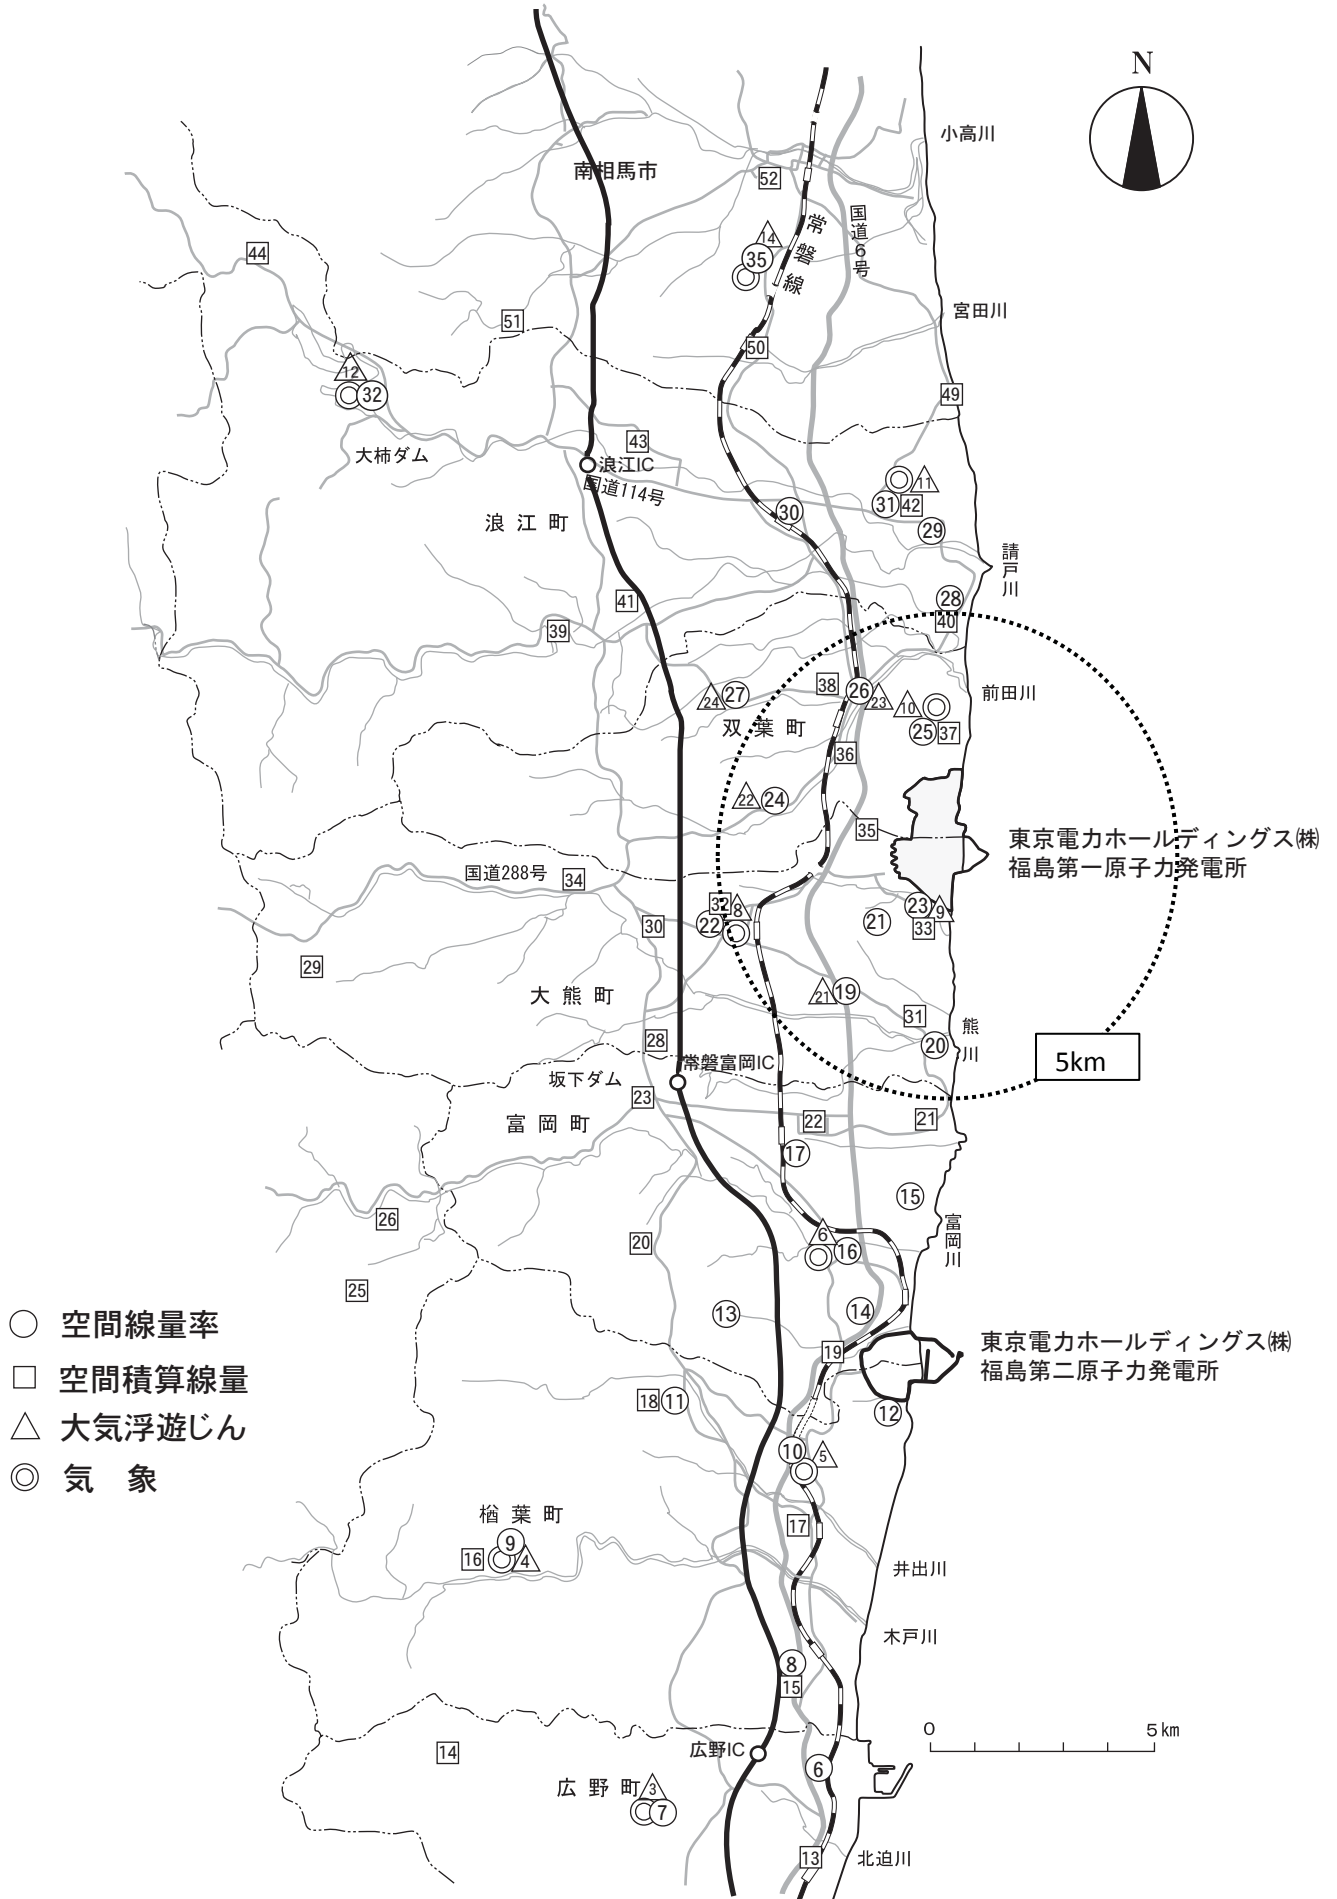 N
小高川
南相馬市
52
国道6号
14
常磐線
35
44
宮田川
51
50
12
32
49
43
大柿ダム
浪江IC
国道114号
11
31
42
30
浪江町
29
請戸川
28
41
40
39
38
26
23
24
27
10
前田川
双葉町
25
37
36
22
24
35
東京電力ホールディングス㈱
福島第一原子力発電所
国道288号
34
32
8
23
9
22
21
33
30
29
大熊町
21
19
31
熊川
28
20
5km
常磐富岡IC
坂下ダム
23
富岡町
22
21
17
15
26
富岡川
6
16
20
25
13
14
○ 空間線量率
19
東京電力ホールディングス㈱
福島第二原子力発電所
□ 空間積算線量
18
11
12
△ 大気浮遊じん
10
5
◎ 気象
楢葉町
17
9
16
4
井出川
木戸川
8
15
0
5km
14
広野IC
6
広野町
3
7
13
北迫川